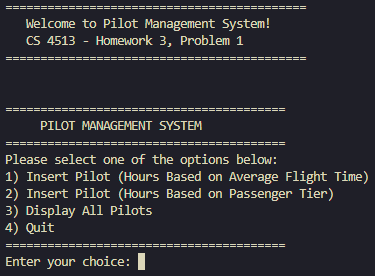 ===========================================
Welcome to Pilot Management System!
CS 4513 - Homework 3, Problem 1
===========================================
========================================
PILOT MANAGEMENT SYSTEM
========================================
Please select one of the options below:
1) Insert Pilot (Hours Based on Average Flight Time)
2) Insert Pilot (Hours Based on Passenger Tier)
3) Display All Pilots
4) Quit
========================================
Enter your choice: